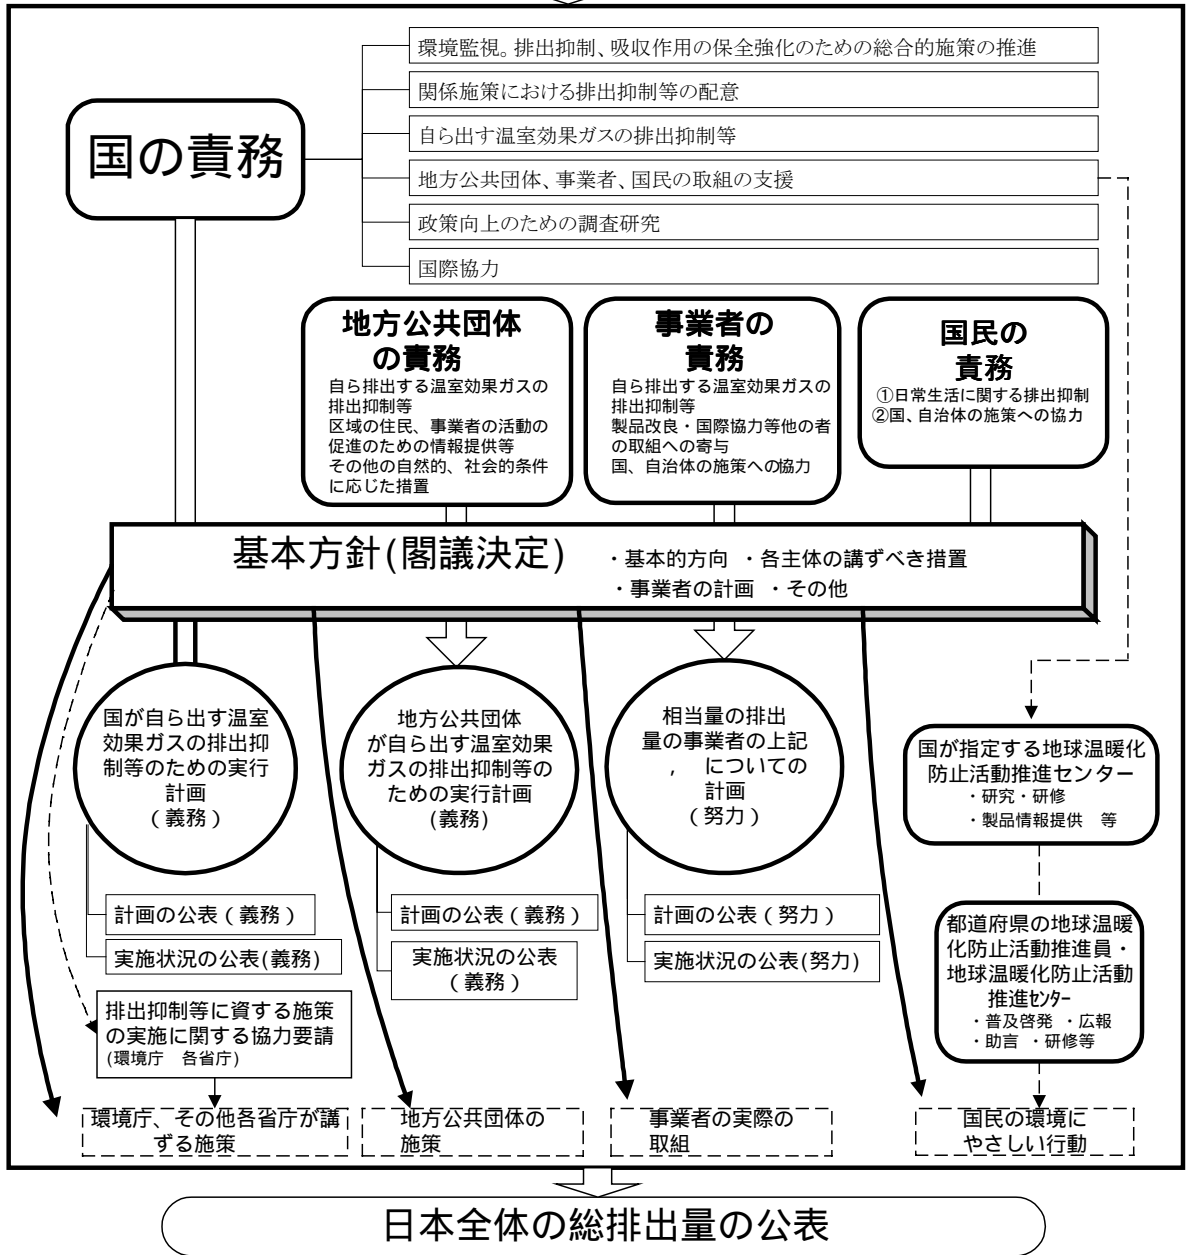 環境監視。排出抑制、吸収作用の保全強化のための総合的施策の推進
関係施策における排出抑制等の配意
自ら出す温室効果ガスの排出抑制等
地方公共団体、事業者、国民の取組の支援
政策向上のための調査研究
国際協力
国の責務
地方公共団体
の責務
自ら排出する温室効果ガスの
排出抑制等
区域の住民、事業者の活動の
促進のための情報提供等
その他の自然的、社会的条件
に応じた措置
事業者の
責務
自ら排出する温室効果ガスの
排出抑制等
製品改良・国際協力等他の者
の取組への寄与
国、自治体の施策への協力
国民の
責務
①日常生活に関する排出抑制
②国、自治体の施策への協力
基本方針(閣議決定)
・基本的方向 ・各主体の講ずべき措置
・事業者の計画 ・その他
国が自ら出す温室
効果ガスの排出抑
制等のための実行
計画
(義務)
計画の公表(義務)
実施状況の公表(義務)
排出抑制等に資する施策
の実施に関する協力要請
(環境庁 各省庁)
環境庁、その他各省庁が講
ずる施策
地方公共団体
が自ら出す温室効果
ガスの排出抑制等の
ための実行計画
(義務)
計画の公表(義務)
実施状況の公表
(義務)
地方公共団体の
施策
相当量の排出
量の事業者の上記
, についての
計画
(努力)
計画の公表(努力)
実施状況の公表(努力)
事業者の実際の
取組
国が指定する地球温暖化
防止活動推進センター
・研究・研修
・製品情報提供 等
都道府県の地球温暖
化防止活動推進員・
地球温暖化防止活動
推進センター
・普及啓発 ・広報
・助言 ・研修等
国民の環境に
やさしい行動
日本全体の総排出量の公表